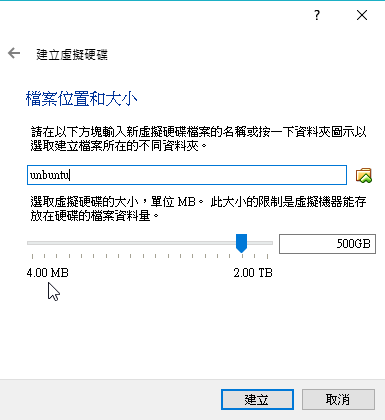 ?
建立虛擬硬碟
檔案位置和大小
請在以下方塊輸入新虛擬硬碟檔案的名稱或按一下資料夾圖示以
選取建立檔案所在的不同資料夾。
unbuntu
選取虛擬硬碟的大小，單位 MB。 此大小的限制是虛擬機器能存
放在硬碟的檔案資料量。
500GB
4.00 MB 2.00 TB
建立 取消